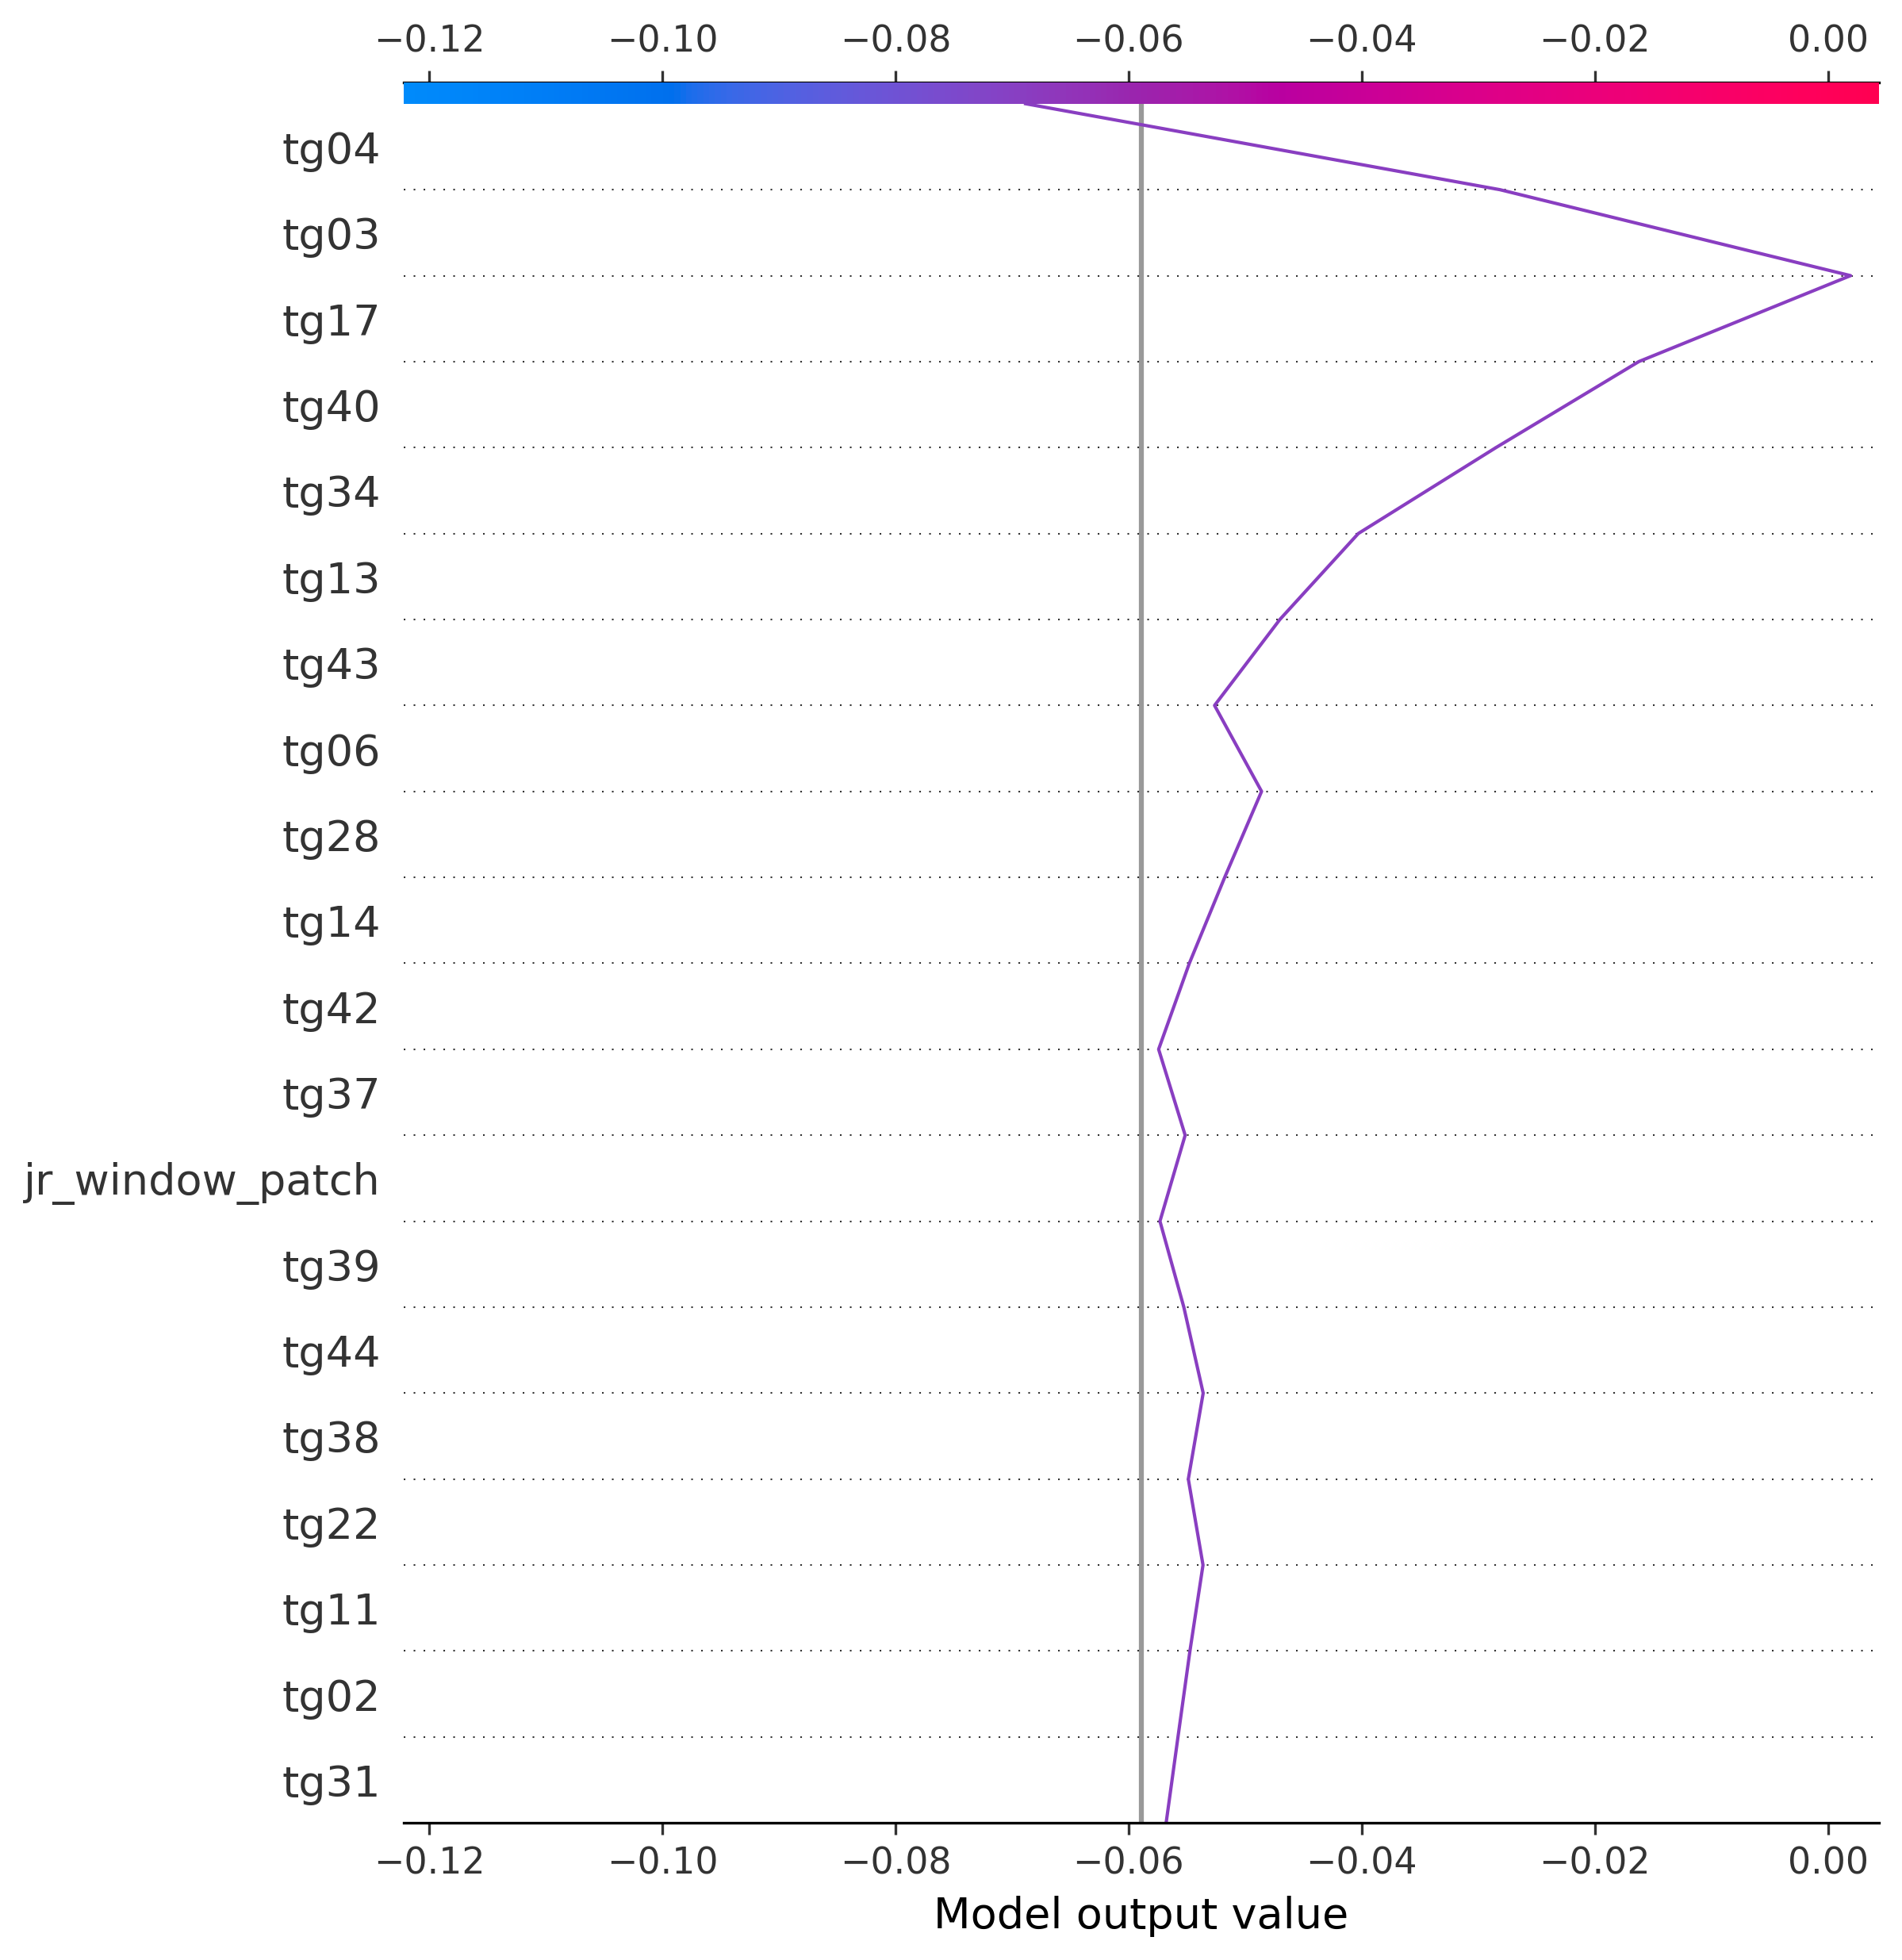 −0.12 −0.10 −0.08 −0.06 −0.04 −0.02 0.00
tg04
tg03
tg17
tg40
tg34
tg13
tg43
tg06
tg28
tg14
tg42
tg37
jr_window_patch
tg39
tg44
tg38
tg22
tg11
tg02
tg31
−0.12 −0.10 −0.08 −0.06 −0.04 −0.02 0.00
Model output value